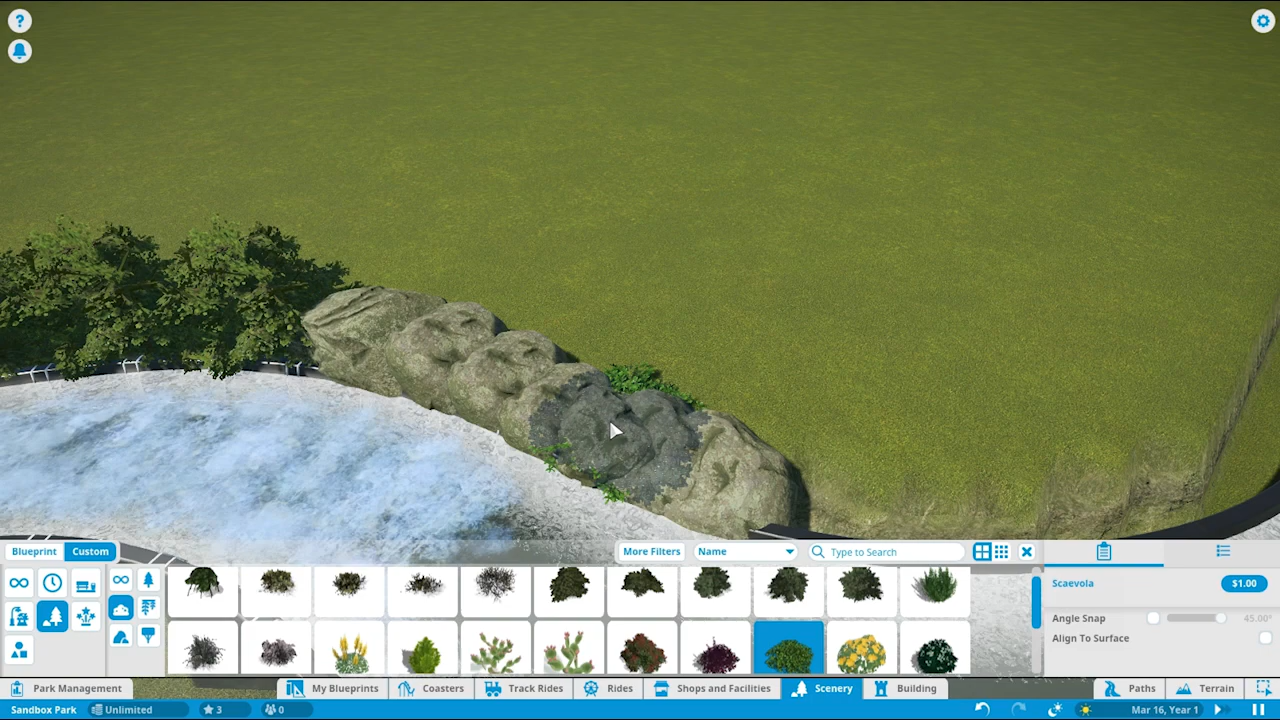 ?
Blueprint
Custom
More Filters
Name
Type to Search
Scaevola
$1.00
Angle Snap
45.00°
Align To Surface
Park Management
My Blueprints
Coasters
Track Rides
Rides
Shops and Facilities
Scenery
Building
Paths
Terrain
Sandbox Park
Unlimited
3
0
Mar 16, Year 1